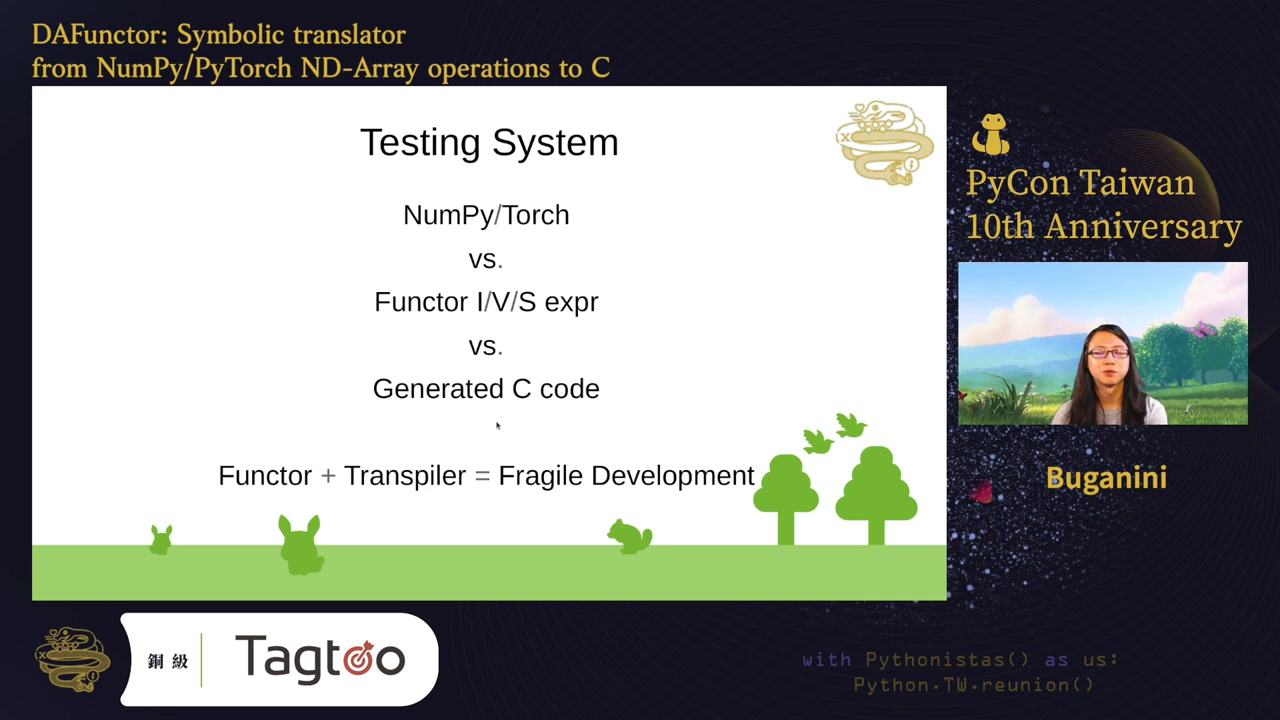 DAFunctor: Symbolic translator
from NumPy/PyTorch ND-Array operations to C
Testing System
NumPy/Torch
vs.
Functor I/V/S expr
vs.
Generated C code
Functor + Transpiler = Fragile Development
PyCon Taiwan
10th Anniversary
Buganini
銅級
Tagtoo
with Pythonistas() as us:
Python.TW.reunion()